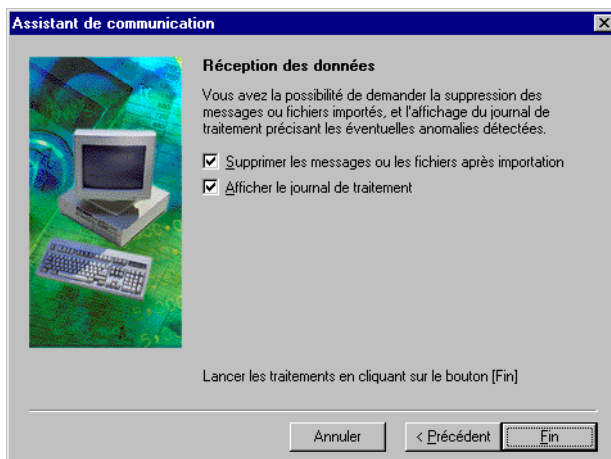 Assistant de communication
Réception des données
Vous avez la possibilité de demander la suppression des
messages ou fichiers importés, et l'affichage du journal de
traitement précisant les éventuelles anomalies détectées.
Supprimer les messages ou les fichiers après importation
Afficher le journal de traitement
Lancer les traitements en cliquant sur le bouton [Fin]
Annuler
< Précédent
Fin